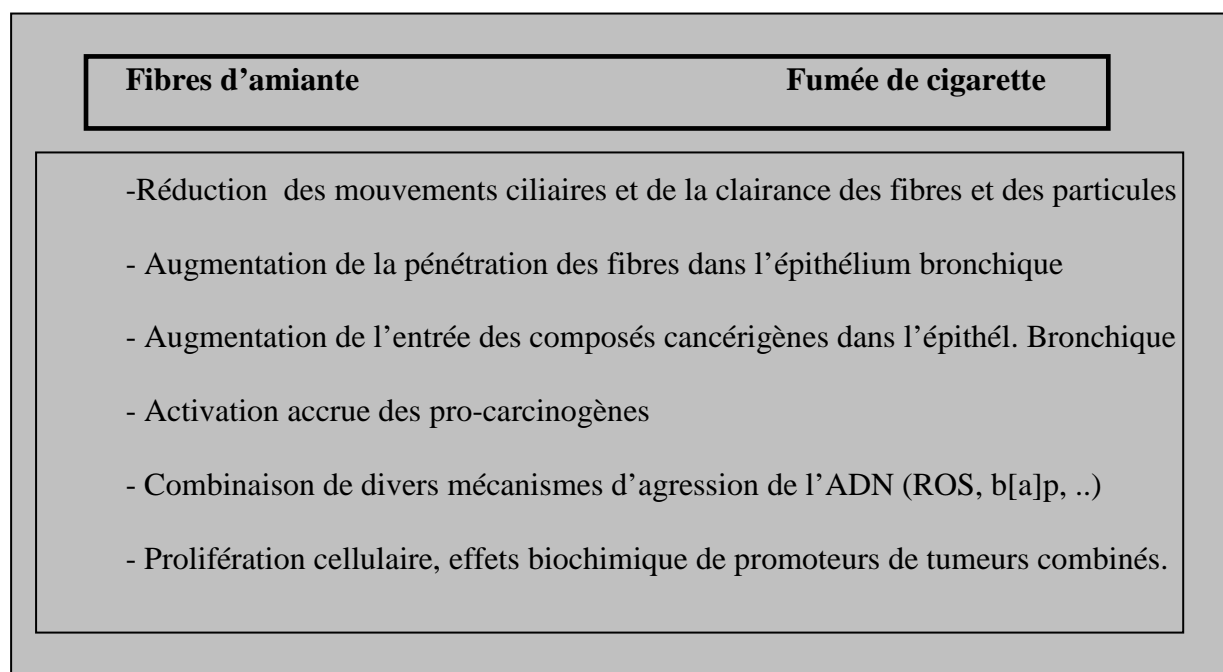 Fibres d’amiante Fumée de cigarette
-Réduction des mouvements ciliaires et de la clairance des fibres et des particules
- Augmentation de la pénétration des fibres dans l’épithélium bronchique
- Augmentation de l’entrée des composés cancérigènes dans l’épithél. Bronchique
- Activation accrue des pro-carcinogènes
- Combinaison de divers mécanismes d’agression de l’ADN (ROS, b[a]p, ..)
- Prolifération cellulaire, effets biochimique de promoteurs de tumeurs combinés.